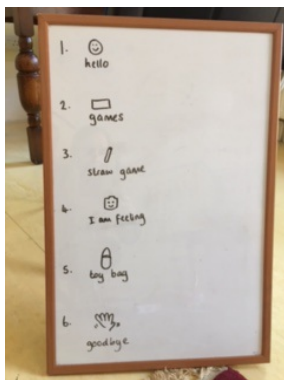 1.
hello
2.
games
3.
straw game
4.
I am feeling
5.
toy bag
6.
goodbye